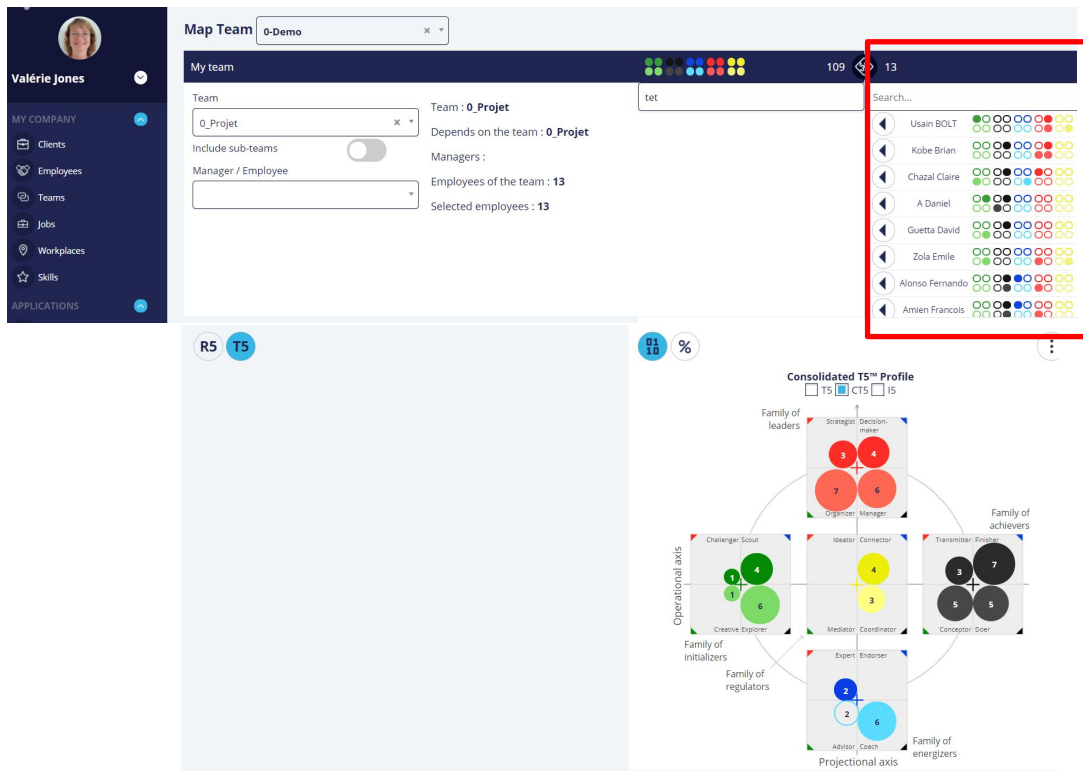 Map Team
0-Demo
× 
Valérie Jones
MY COMPANY
Clients
Employees
Teams
Jobs
Workplaces
Skills
APPLICATIONS
My team
109
13
Team
0_Projet
×
Include sub-teams
Manager / Employee
Team : 0_Projet
Depends on the team : 0_Projet
Managers :
Employees of the team : 13
Selected employees : 13
tet
Search...
Usain BOLT
Kobe Brian
Chazal Claire
A Daniel
Guetta David
Zola Emile
Alonso Fernando
Amien Francois
R5
T5
01
10
%
Consolidated T5™ Profile
T5 CT5 I5
Family of
leaders
Strategist Decision-
maker
3 4
7 6
Organizer Manager
Family of
achievers
Operational axis
Challenger Scout
1 4
1 6
Creative Explorer
Ideator Connector
4
3
Mediator Coordinator
Transmitter Finisher
3 7
5 5
Conceptor Doer
Family of
initializers
Family of
regulators
Expert Endorser
2
2 6
Advisor Coach
Family of
energizers
Projectional axis